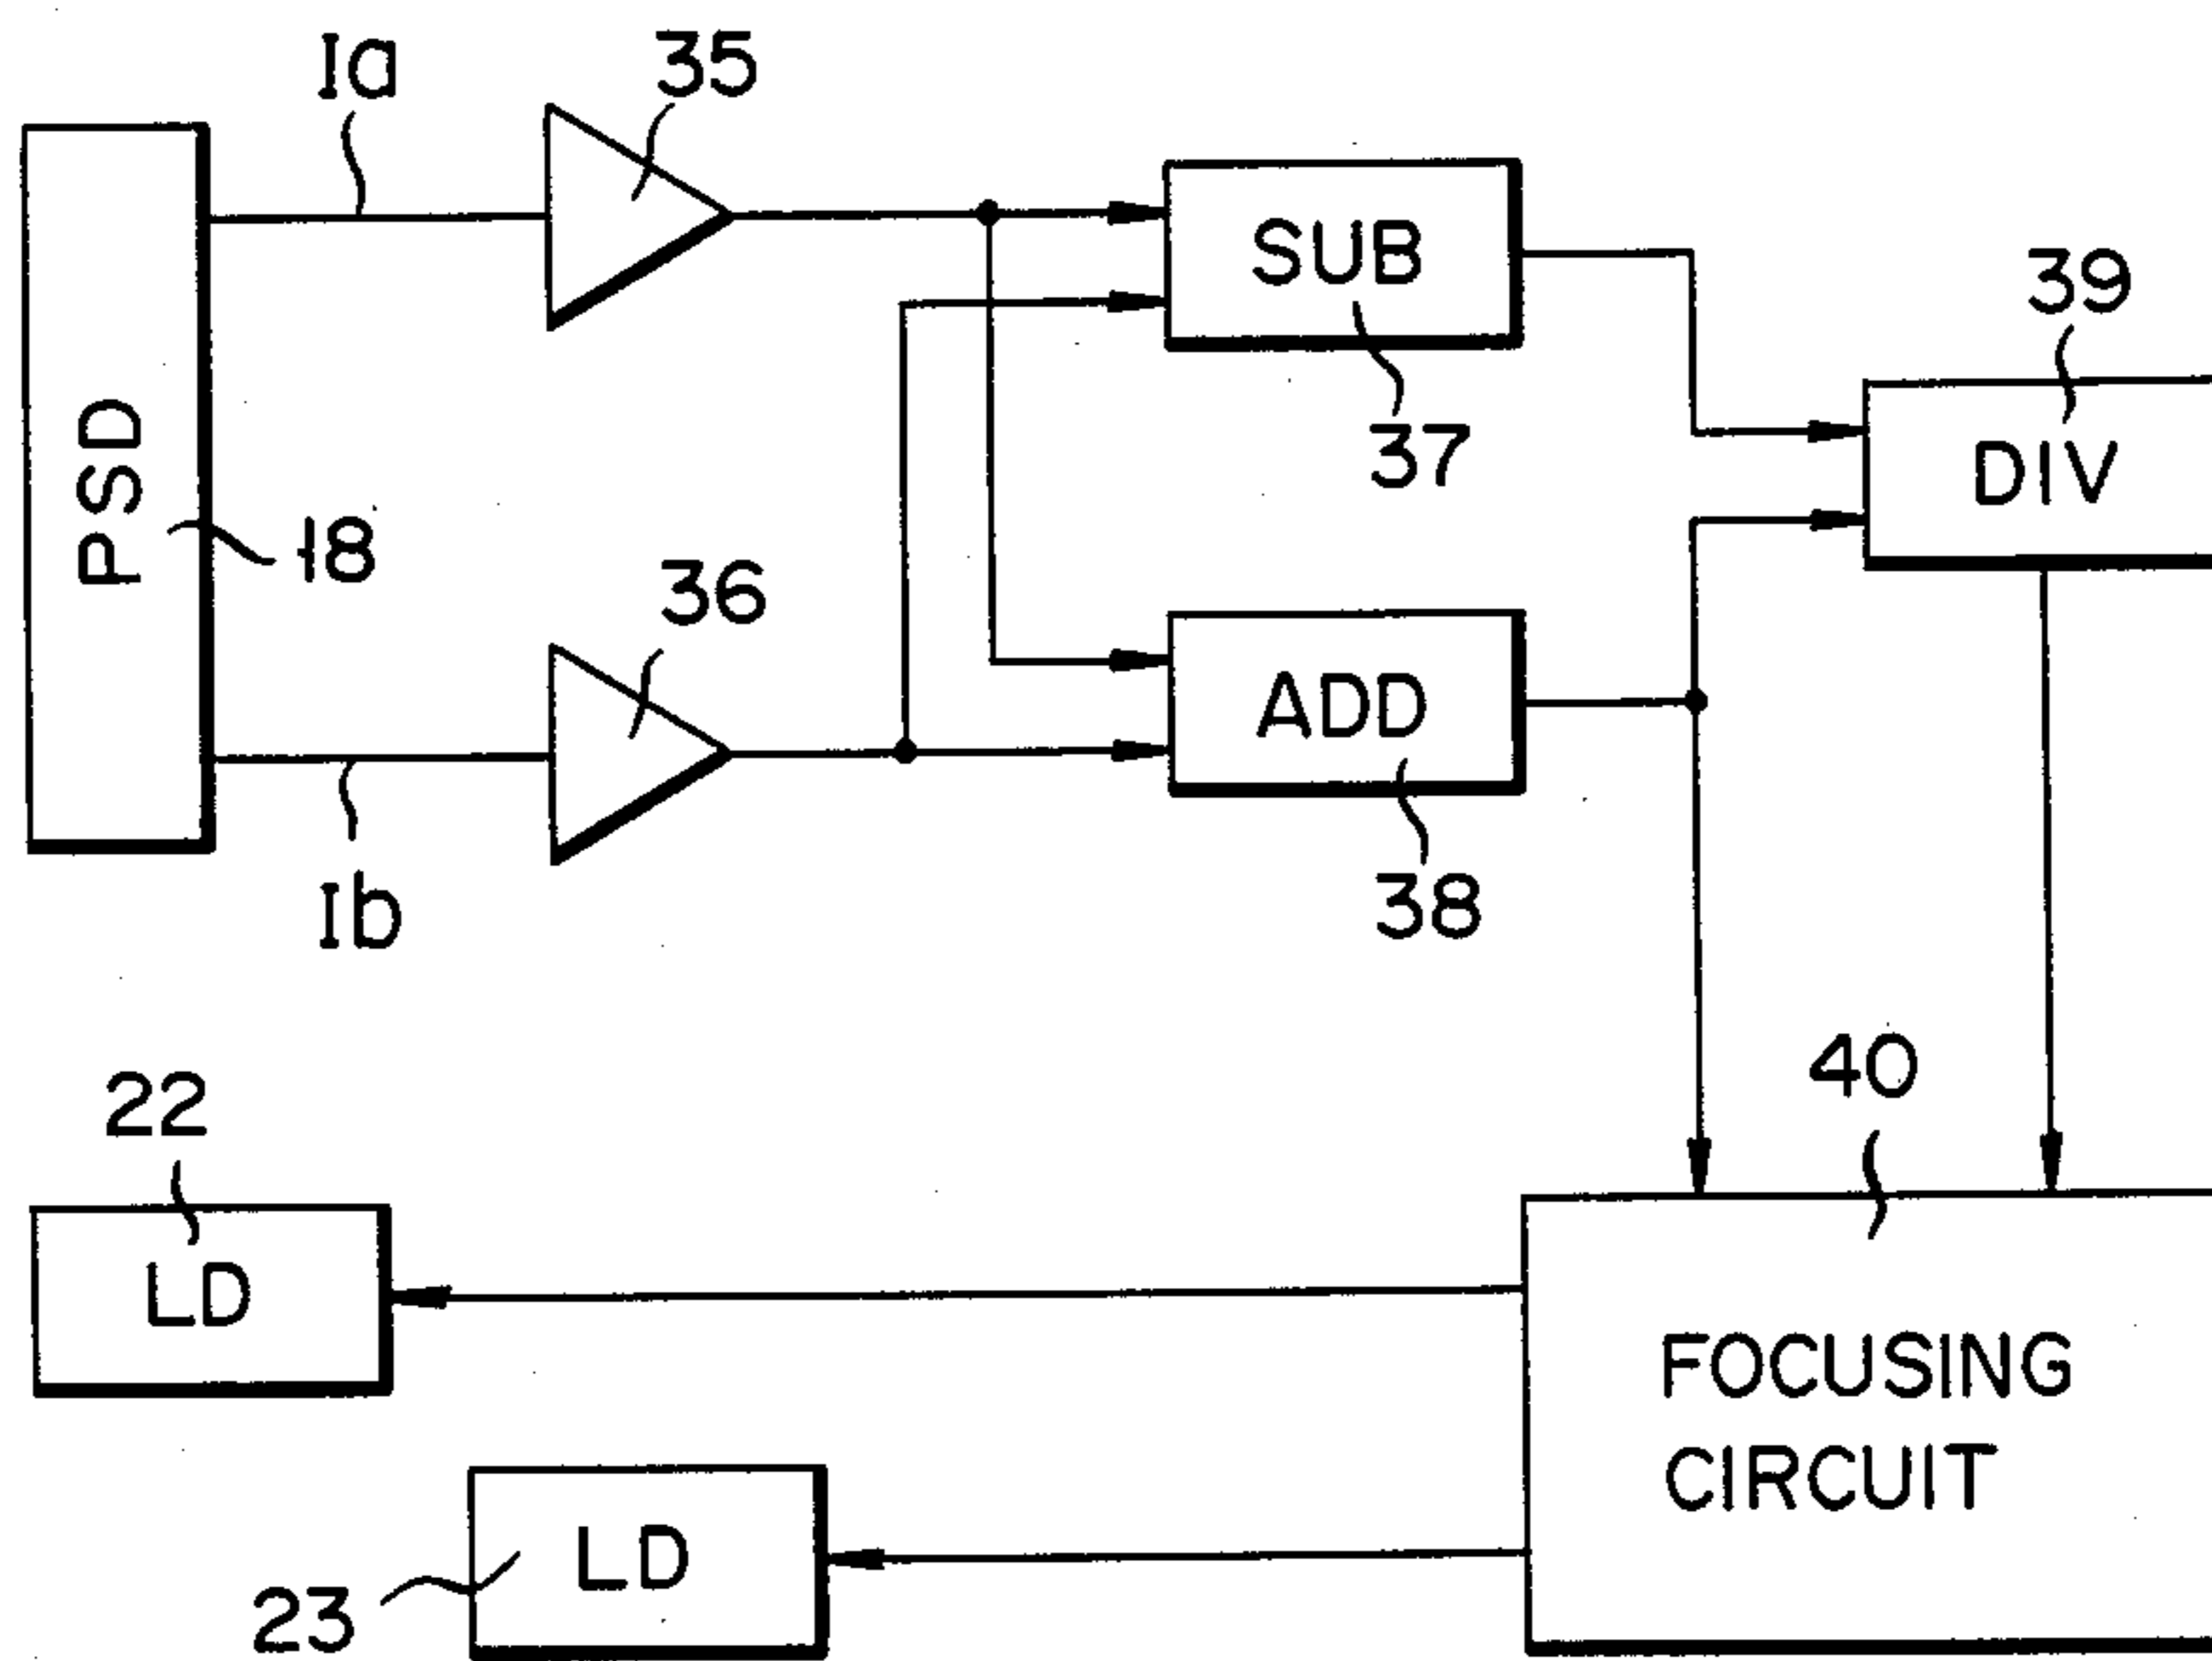 Ia
35
SUB
39
PSD
37
DIV
18
36
ADD
Ib
38
40
22
LD
FOCUSING
CIRCUIT
LD
23